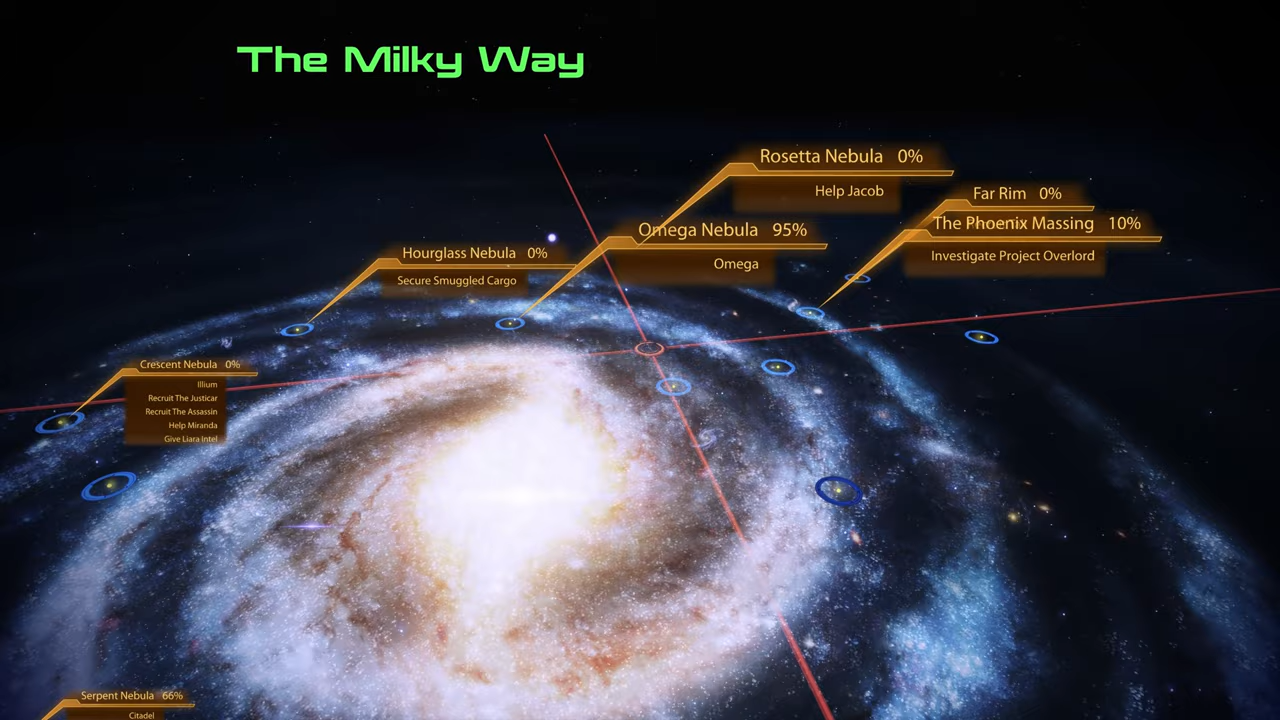 The Milky Way
Rosetta Nebula 0%
Help Jacob
Far Rim 0%
The Phoenix Massing 10%
Investigate Project Overlord
Omega Nebula 95%
Omega
Hourglass Nebula 0%
Secure Smuggled Cargo
Crescent Nebula 0%
Illium
Recruit The Justicar
Recruit The Assassin
Help Miranda
Give Liara Intel
Serpent Nebula 66%
Citadel